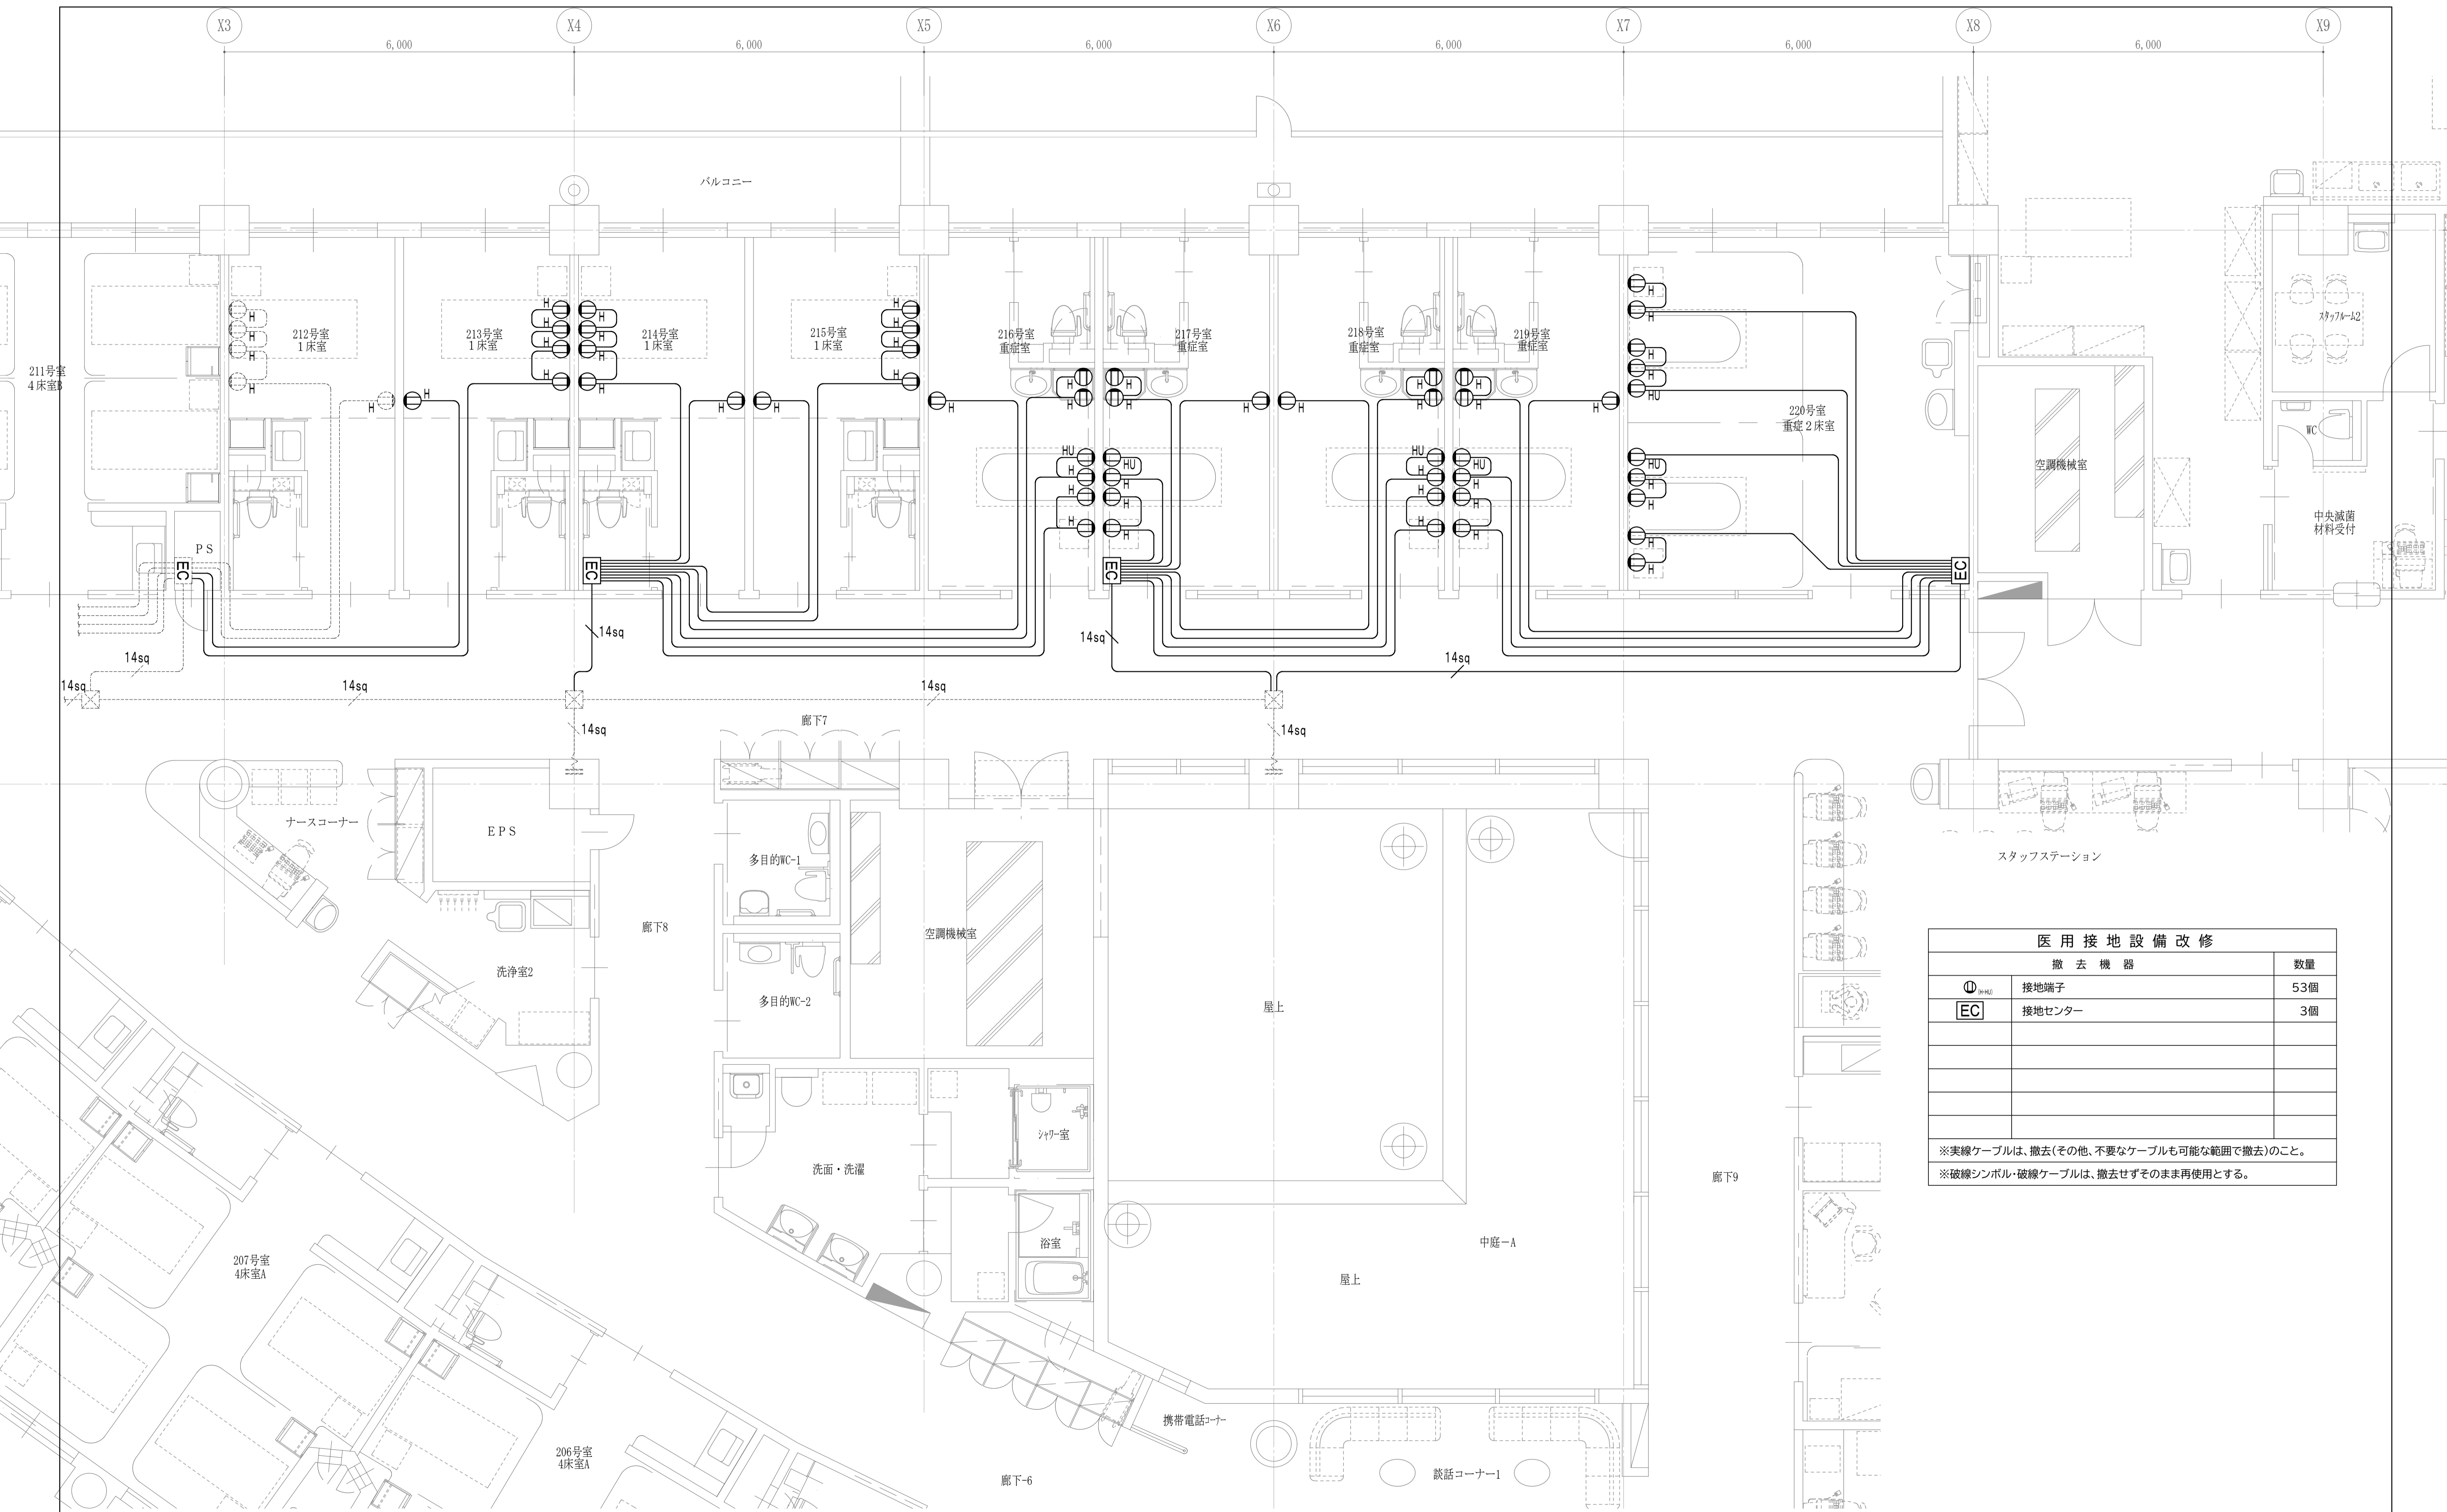 X3 X4 X5 X6 X7 X8 X9
6,000 6,000 6,000 6,000 6,000 6,000
バルコニー
211号室
4床室B
212号室
1床室
213号室
1床室
214号室
1床室
215号室
1床室
216号室
重症室
217号室
重症室
218号室
重症室
219号室
重症室
220号室
重症2床室
スタッフルーム2
WC
空調機械室
中央滅菌
材料受付
PS
H H H H H
H H H H H
H H H H H
H H H H H
H H H H H
H H HU H H H
H H HU H H H
H H H
H H HU H H H
H H HU H H H
H
H H H H HU
HU H H H H
EC EC EC EC
14sq 14sq 14sq
14sq 14sq 14sq 14sq
14sq 14sq
廊下7
ナースコーナー
EPS
多目的WC-1
廊下8
空調機械室
洗浄室2
多目的WC-2
屋上
スタッフステーション
シャワー室
洗面・洗濯
廊下9
浴室
中庭-A
屋上
207号室
4床室A
206号室
4床室A
携帯電話コーナー
廊下-6
談話コーナー1
医用接地設備改修
撤去機器 数量
(H・HU) 接地端子 53個
EC 接地センター 3個
※実線ケーブルは、撤去(その他、不要なケーブルも可能な範囲で撤去)のこと。
※破線シンボル・破線ケーブルは、撤去せずそのまま再使用とする。